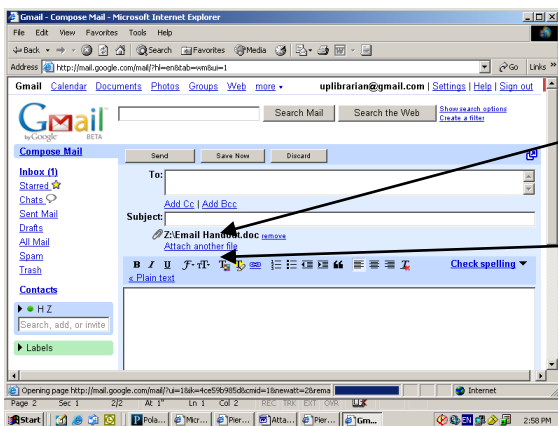 Gmail - Compose Mail - Microsoft Internet Explorer
File Edit View Favorites Tools Help
Back Search Favorites Media
Address http://mail.google.com/mail/?hl=en&tab=wm&ui=1 Go Links »
Gmail Calendar Documents Photos Groups Web more uplibrarian@gmail.com | Settings | Help | Sign out
Gmail by Google BETA
Search Mail Search the Web Show search options
Create a filter
Compose Mail Send Save Now Discard
To:
Inbox (1)
Starred
Chats
Add Cc | Add Bcc
Sent Mail Subject:
Drafts
Z:\Email Handout.doc remove
All Mail Attach another file
Spam
Trash B I U Check spelling
« Plain text
Contacts
H Z
Search, add, or invite
Labels
Opening page http://mail.google.com/mail/?ui=1&ik=4ce59b985d&cmid=1&newatt=2&rema Internet
Page 2 Sec 1 2/2 At 1" Ln 1 Col 2 REC TRK EXT OVR
Start Pola... Micr... Pier... Atta... Pier... Gm... EN 2:58 PM